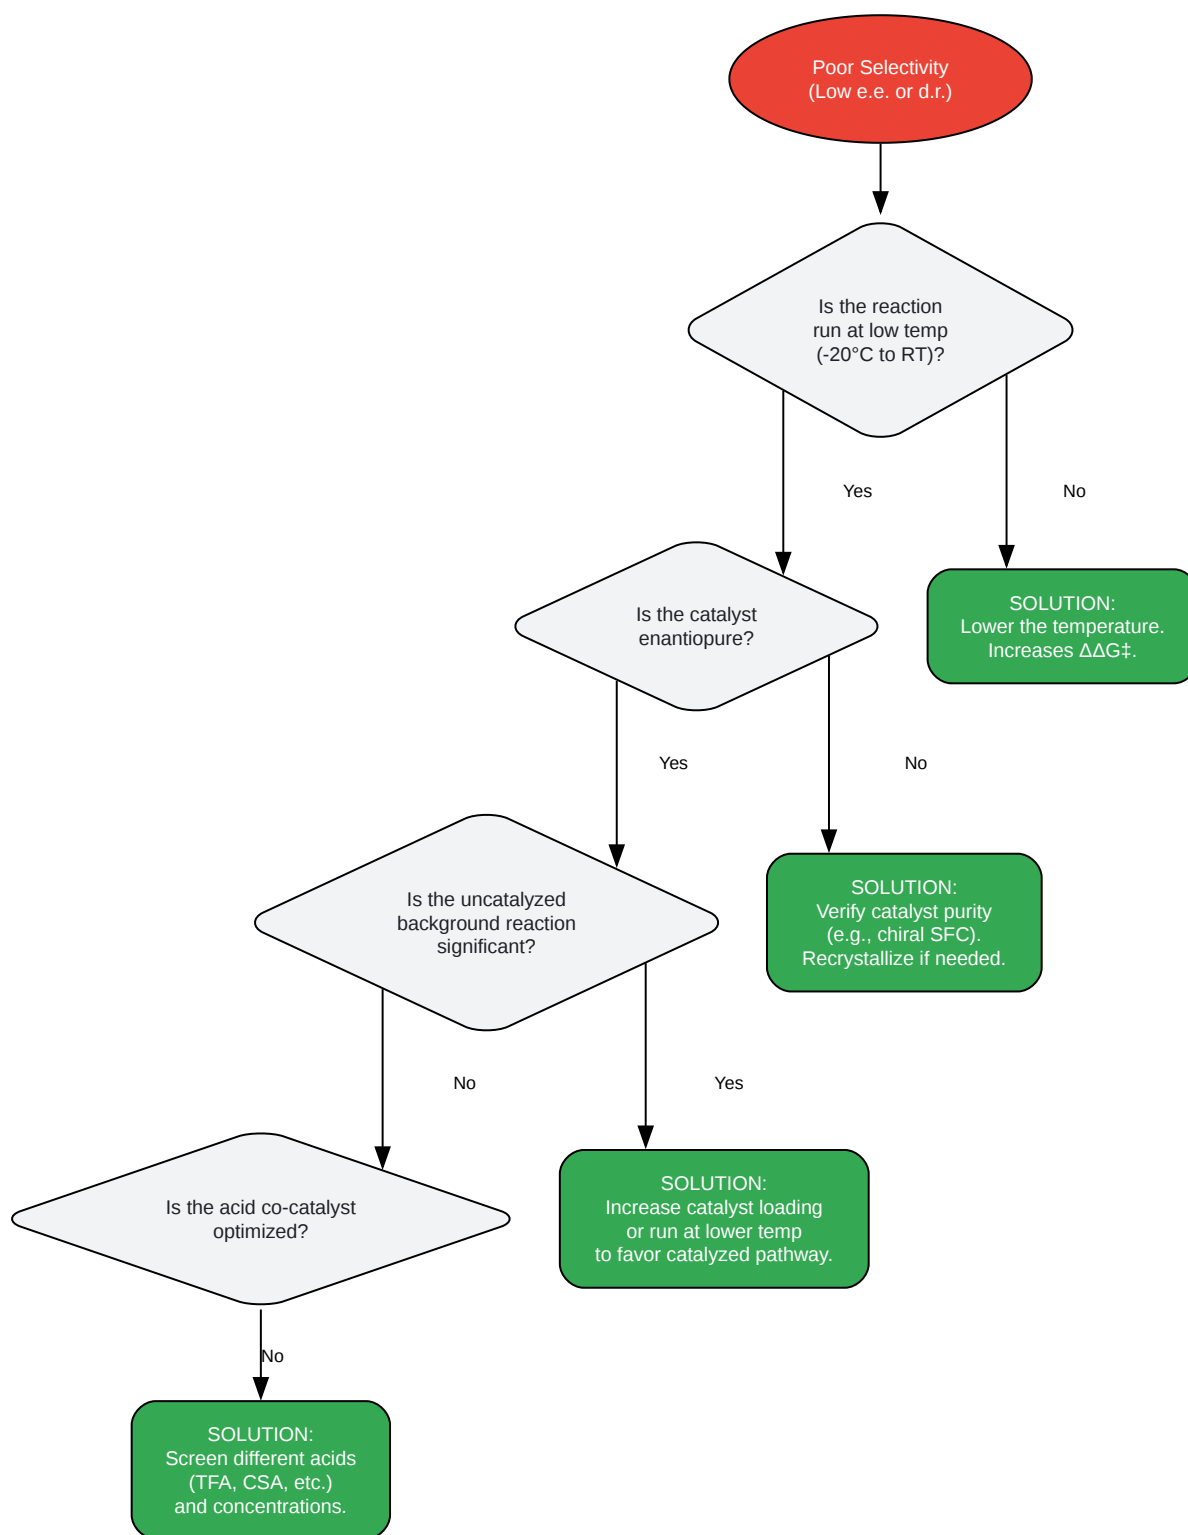 Poor Selectivity
(Low e.e. or d.r.)
Is the reaction
run at low temp
(-20°C to RT)?
Yes
No
Is the catalyst
enantiopure?
SOLUTION:
Lower the temperature.
Increases ΔΔG‡.
Yes
No
Is the uncatalyzed
background reaction
significant?
SOLUTION:
Verify catalyst purity
(e.g., chiral SFC).
Recrystallize if needed.
No
Yes
Is the acid co-catalyst
optimized?
SOLUTION:
Increase catalyst loading
or run at lower temp
to favor catalyzed pathway.
No
SOLUTION:
Screen different acids
(TFA, CSA, etc.)
and concentrations.